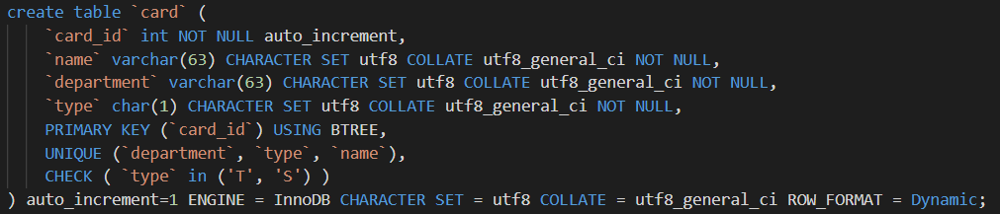 create table `card` (
    `card_id` int NOT NULL auto_increment,
    `name` varchar(63) CHARACTER SET utf8 COLLATE utf8_general_ci NOT NULL,
    `department` varchar(63) CHARACTER SET utf8 COLLATE utf8_general_ci NOT NULL,
    `type` char(1) CHARACTER SET utf8 COLLATE utf8_general_ci NOT NULL,
    PRIMARY KEY (`card_id`) USING BTREE,
    UNIQUE (`department`, `type`, `name`),
    CHECK ( `type` in ('T', 'S') )
) auto_increment=1 ENGINE = InnoDB CHARACTER SET = utf8 COLLATE = utf8_general_ci ROW_FORMAT = Dynamic;